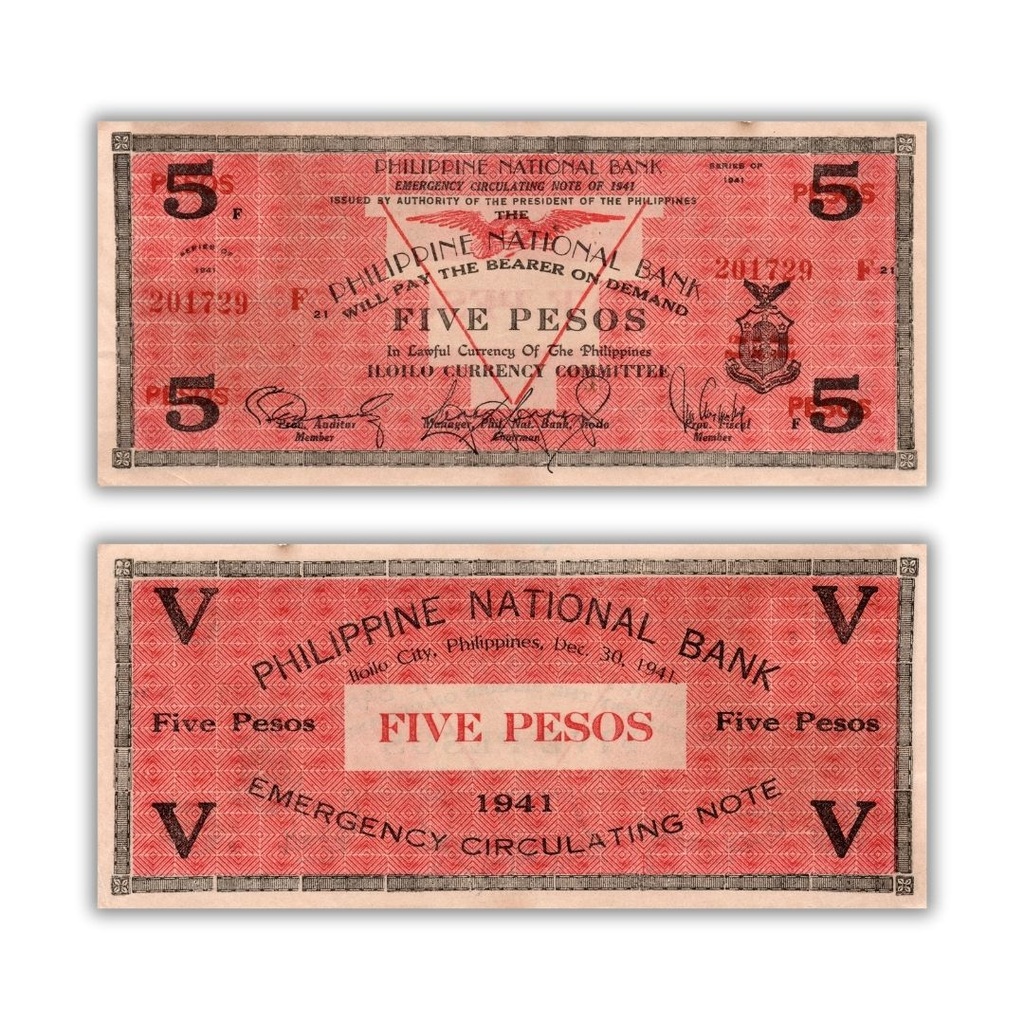 PHILIPPINE NATIONAL BANK
EMERGENCY CIRCULATING NOTE OF 1941
ISSUED BY AUTHORITY OF THE PRESIDENT OF THE PHILIPPINES
SERIES OF
1941
5 PESOS
F
5 PESOS
THE
PHILIPPINE NATIONAL BANK
WILL PAY THE BEARER ON DEMAND
SERIES OF
1941
201729 F 21
201729 F 21
FIVE PESOS
In Lawful Currency Of The Philippines
ILOILO CURRENCY COMMITTEE
5 PESOS
F 5 PESOS
Prov. Auditor
Member
Manager, Phil. Nat. Bank, Iloilo
Chairman
Prov. Fiscal
Member
V V
PHILIPPINE NATIONAL BANK
Iloilo City, Philippines, Dec. 30, 1941
Five Pesos FIVE PESOS Five Pesos
1941
EMERGENCY CIRCULATING NOTE
V V